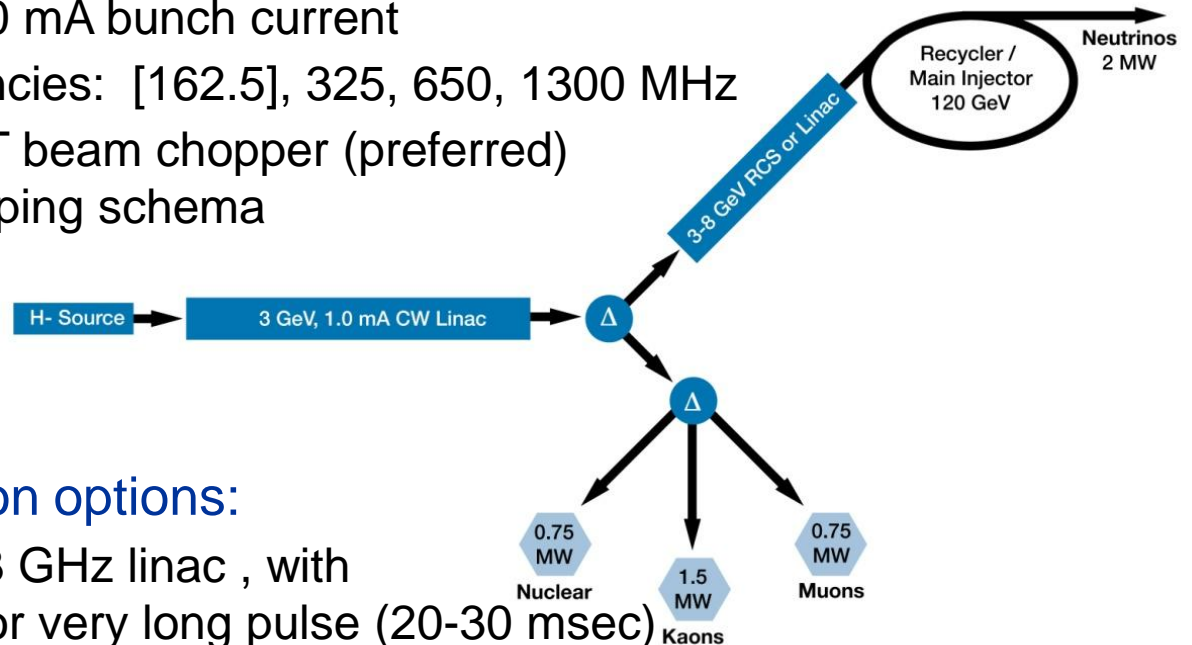 0 mA bunch current
ncies: [162.5], 325, 650, 1300 MHz
T beam chopper (preferred)
ping schema
Neutrinos
2 MW
Recycler /
Main Injector
120 GeV
3-8 GeV RCS or Linac
H- Source
3 GeV, 1.0 mA CW Linac
Δ
Δ
on options:
3 GHz linac , with
or very long pulse (20-30 msec)
0.75
MW
Nuclear
1.5
MW
Kaons
0.75
MW
Muons